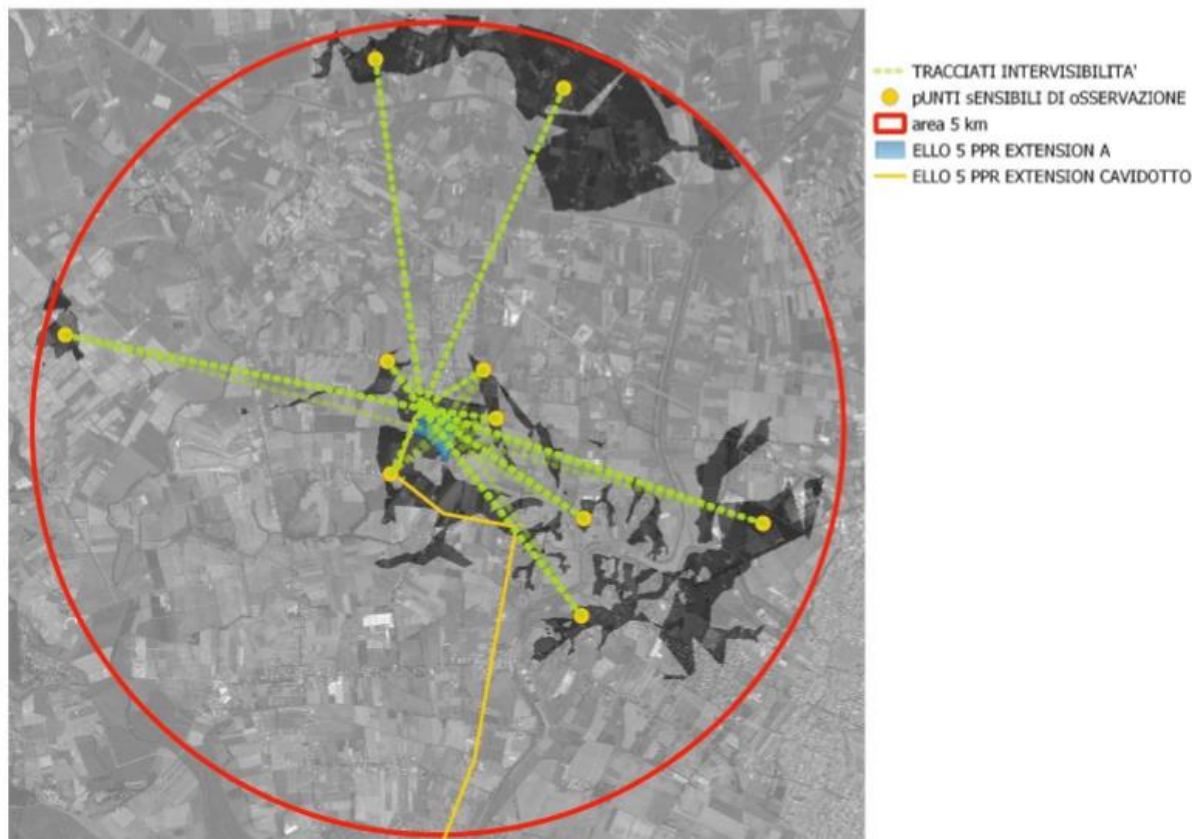 TRACCIATI INTERVISIBILITA'
pUNTI sENSIBILI DI oSSERVAZIONE
area 5 km
ELLO 5 PPR EXTENSION A
ELLO 5 PPR EXTENSION CAVIDOTTO